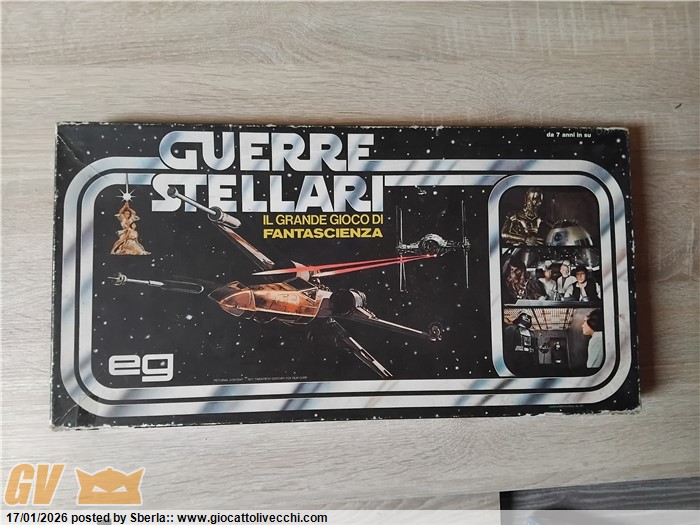 da 7 anni in su
GUERRE
STELLARI
IL GRANDE GIOCO DI
FANTASCIENZA
eg
GV
17/01/2026 posted by Sberla:: www.giocattolivecchi.com